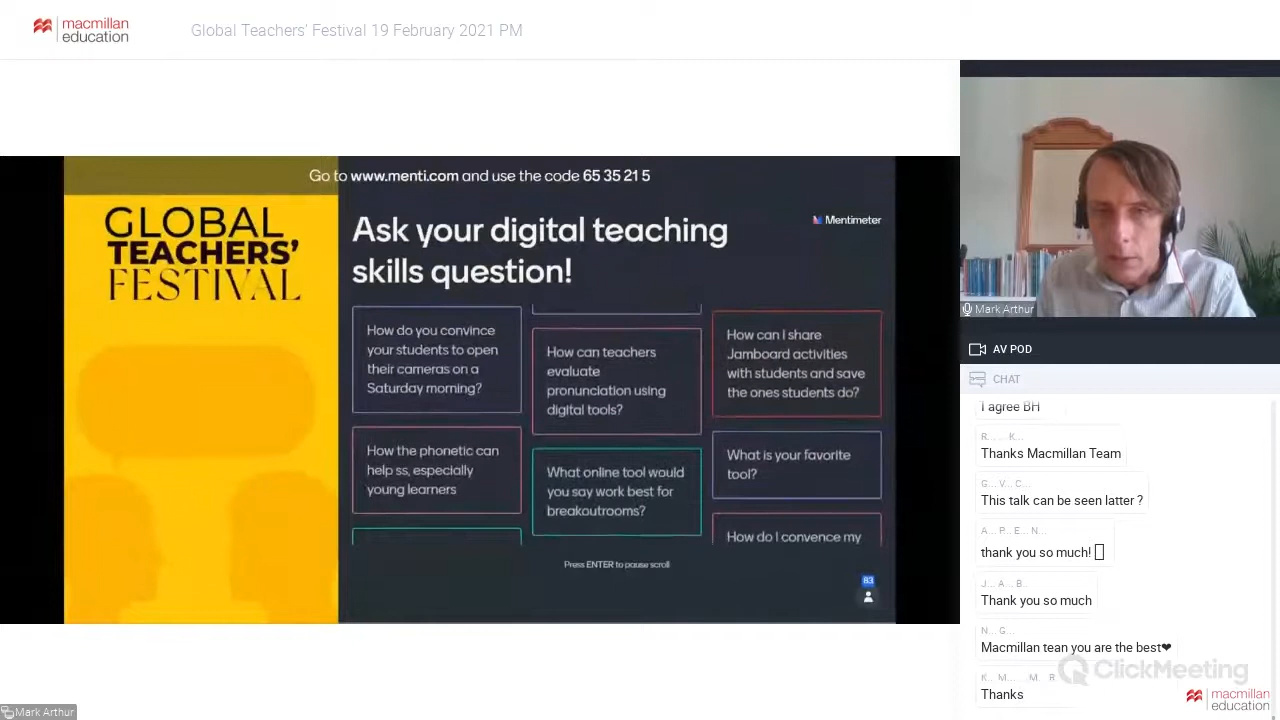 macmillan
education
Global Teachers' Festival 19 February 2021 PM
Go to www.menti.com and use the code 65 35 21 5
GLOBAL
TEACHERS'
FESTIVAL
Ask your digital teaching
skills question!
Mentimeter
How do you convince
your students to open
their cameras on a
Saturday morning?
How the phonetic can
help ss, especially
young learners
How can teachers
evaluate
pronunciation using
digital tools?
What online tool would
you say work best for
breakoutrooms?
How can I share
Jamboard activities
with students and save
the ones students do?
What is your favorite
tool?
How do I convence my
Press ENTER to pause scroll
83
Mark Arthur
Mark Arthur
AV POD
CHAT
I agree BH
R... K...
Thanks Macmillan Team
G... V... C...
This talk can be seen latter ?
A... P... E... N...
thank you so much!
J... A... B..
Thank you so much
N... G...
Macmillan tean you are the best❤
K... M... ... M... R..
Thanks
ClickMeeting
macmillan
education